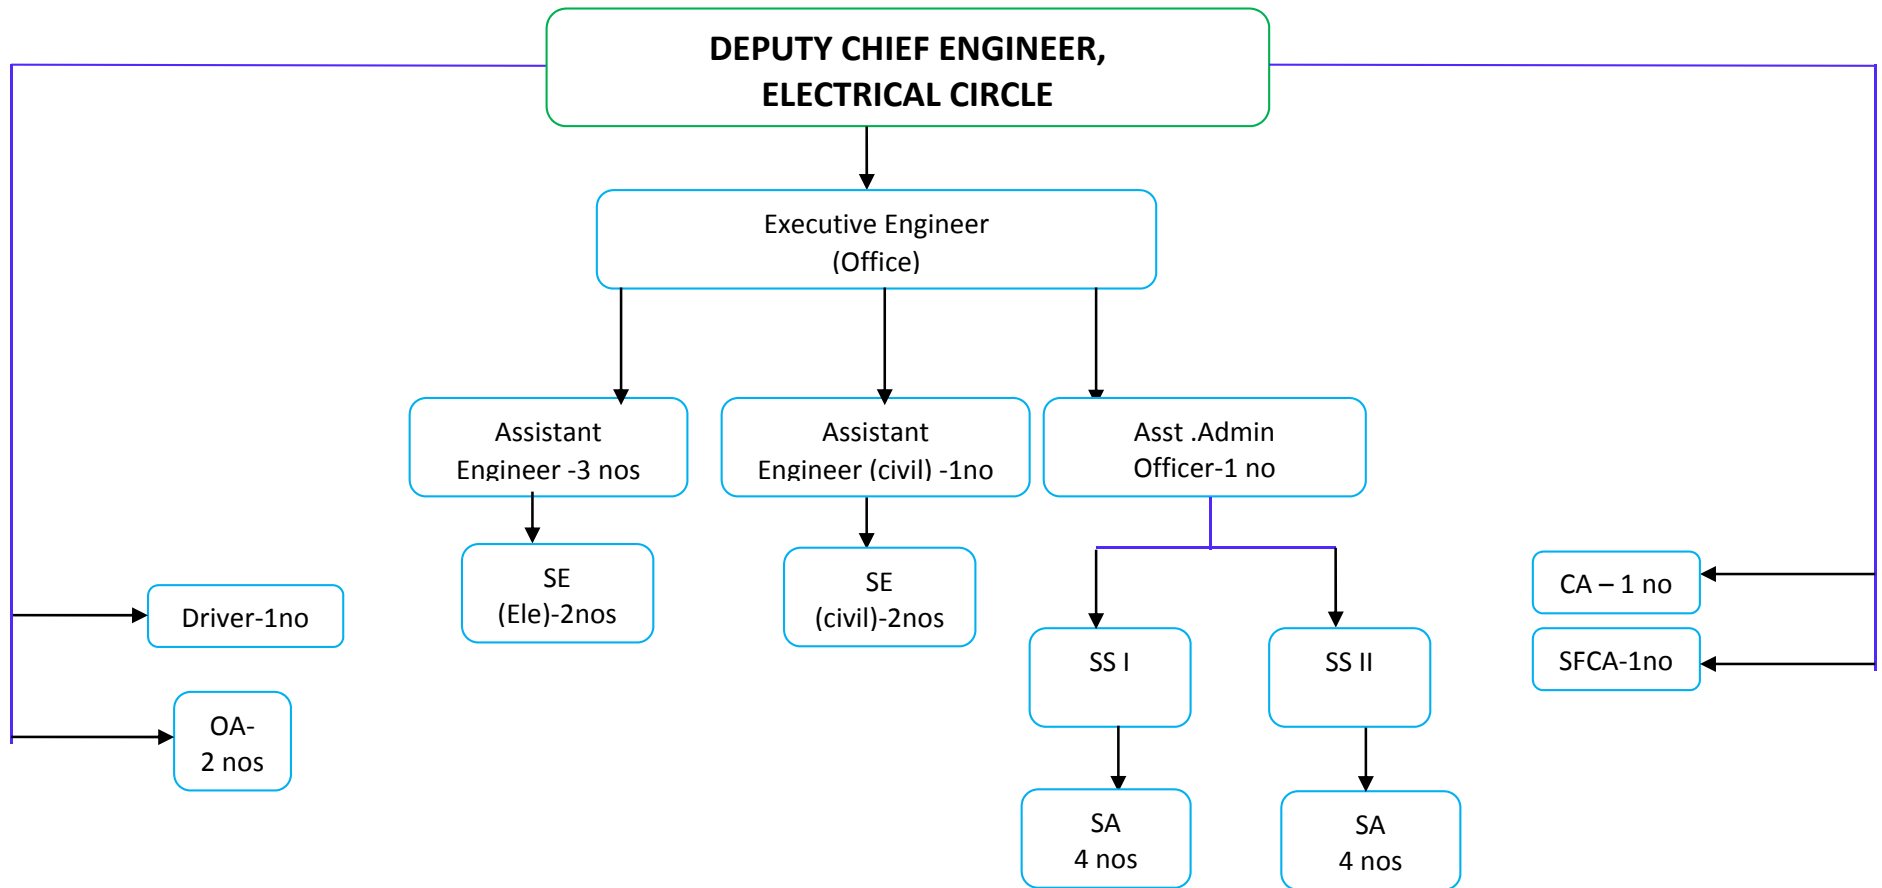 DEPUTY CHIEF ENGINEER,
ELECTRICAL CIRCLE
Executive Engineer
(Office)
Assistant
Engineer -3 nos
Assistant
Engineer (civil) -1no
Asst .Admin
Officer-1 no
SE
(Ele)-2nos
SE
(civil)-2nos
CA – 1 no
Driver-1no
SS I
SS II
SFCA-1no
OA-
2 nos
SA
4 nos
SA
4 nos